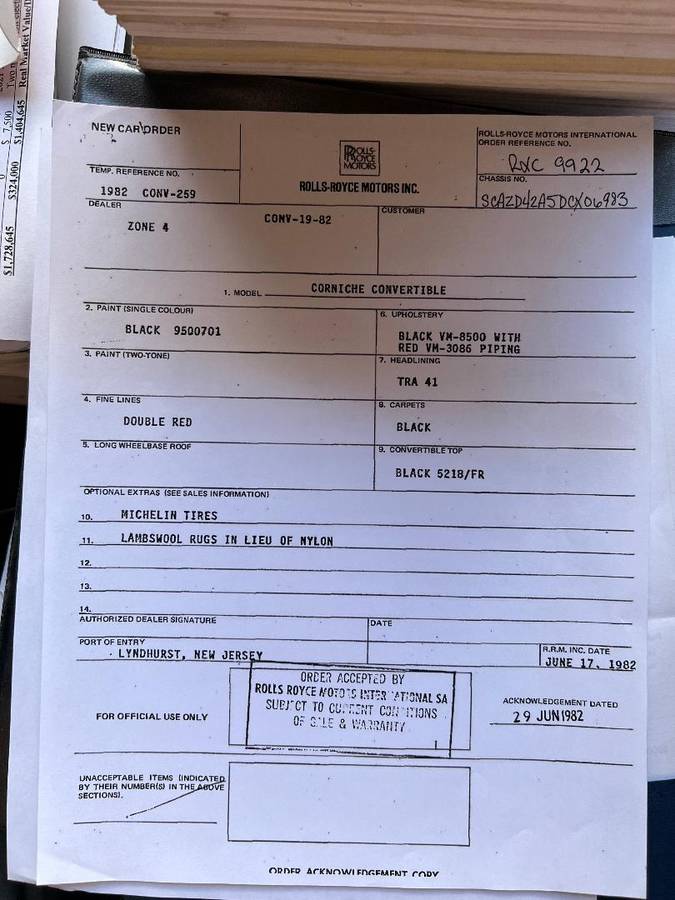 Real Market Value/
$ 7,500
$324,000 $1,404,645
$1,728,645
NEW CAR ORDER
ROLLS-
ROYCE
MOTORS
ROLLS-ROYCE MOTORS INC.
ROLLS-ROYCE MOTORS INTERNATIONAL
ORDER REFERENCE NO.
RXC 9922
TEMP. REFERENCE NO.
1982 CONV-259
CHASSIS NO.
SCAZD42A5DCX06983
DEALER
ZONE 4
CONV-19-82
CUSTOMER
1. MODEL CORNICHE CONVERTIBLE
2. PAINT (SINGLE COLOUR)
BLACK 9500701
6. UPHOLSTERY
BLACK VM-8500 WITH
RED VM-3086 PIPING
3. PAINT (TWO-TONE)
7. HEADLINING
TRA 41
4. FINE LINES
DOUBLE RED
8. CARPETS
BLACK
5. LONG WHEELBASE ROOF
9. CONVERTIBLE TOP
BLACK 5218/FR
OPTIONAL EXTRAS (SEE SALES INFORMATION)
10. MICHELIN TIRES
11. LAMBSWOOL RUGS IN LIEU OF NYLON
12.
13.
14.
AUTHORIZED DEALER SIGNATURE
DATE
PORT OF ENTRY
LYNDHURST, NEW JERSEY
R.R.M. INC. DATE
JUNE 17, 1982
FOR OFFICIAL USE ONLY
ORDER ACCEPTED BY
ROLLS ROYCE MOTORS INTERNATIONAL SA
SUBJECT TO CURRENT CONDITIONS
OF SALE & WARRANTY
ACKNOWLEDGEMENT DATED
29 JUN 1982
UNACCEPTABLE ITEMS (INDICATED
BY THEIR NUMBER(S) IN THE ABOVE
SECTIONS).
ORDER ACKNOWLEDGEMENT COPY